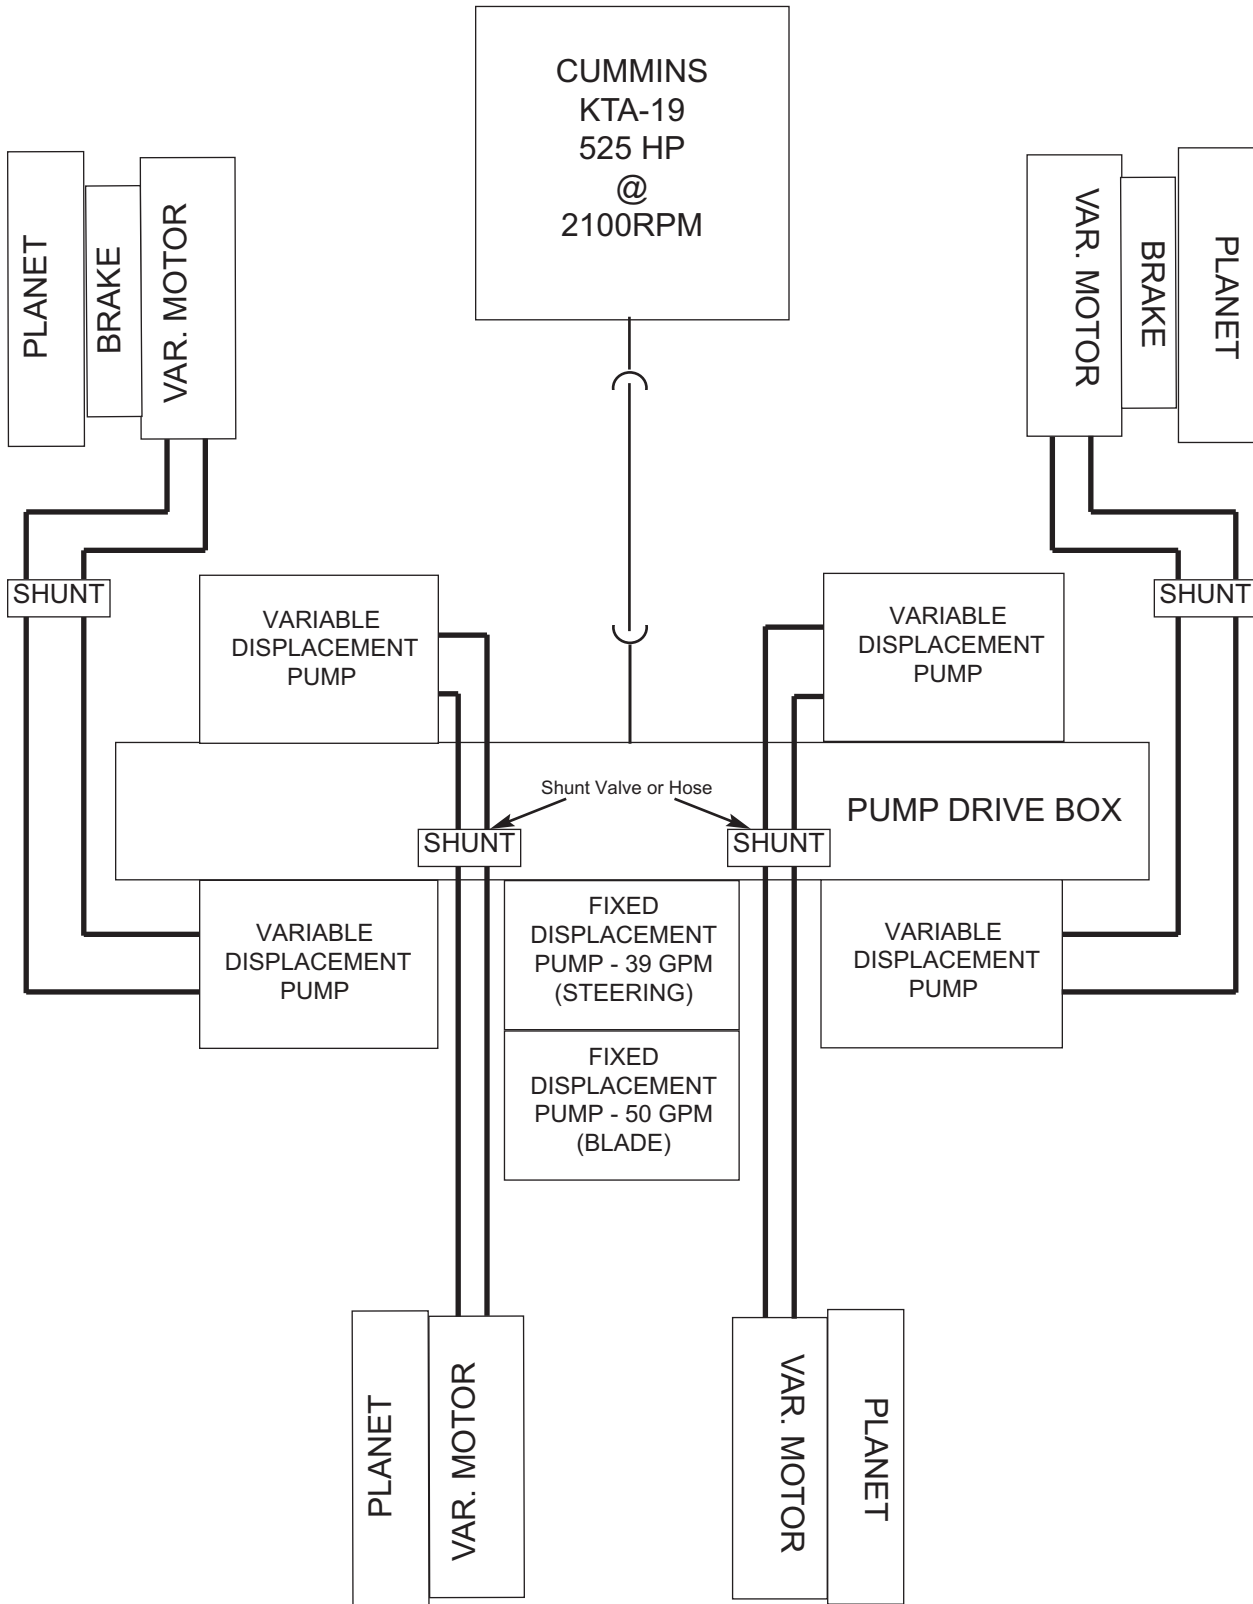 CUMMINS
KTA-19
525 HP
@
2100RPM
PLANET
BRAKE
VAR. MOTOR
VAR. MOTOR
BRAKE
PLANET
SHUNT
SHUNT
VARIABLE
DISPLACEMENT
PUMP
VARIABLE
DISPLACEMENT
PUMP
Shunt Valve or Hose
PUMP DRIVE BOX
SHUNT
SHUNT
VARIABLE
DISPLACEMENT
PUMP
FIXED
DISPLACEMENT
PUMP - 39 GPM
(STEERING)
VARIABLE
DISPLACEMENT
PUMP
FIXED
DISPLACEMENT
PUMP - 50 GPM
(BLADE)
PLANET
VAR. MOTOR
VAR. MOTOR
PLANET